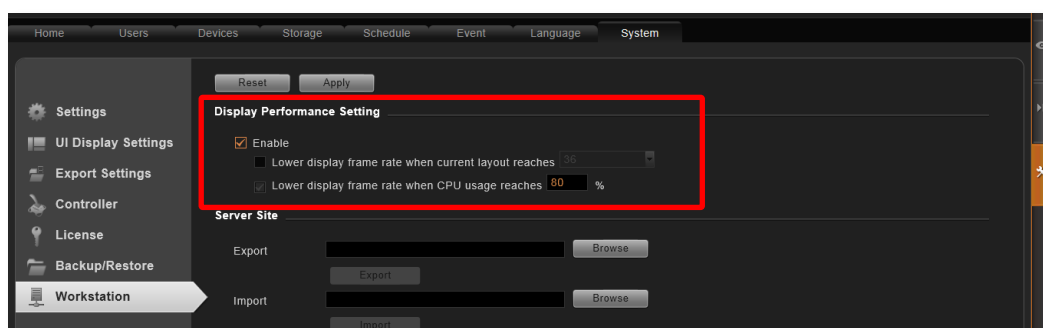 Home Users Devices Storage Schedule Event Language System
Reset Apply
Settings
UI Display Settings
Export Settings
Controller
License
Backup/Restore
Workstation
Display Performance Setting
Enable
Lower display frame rate when current layout reaches 36
Lower display frame rate when CPU usage reaches 80 %
Server Site
Export Browse
Export
Import Browse
Import